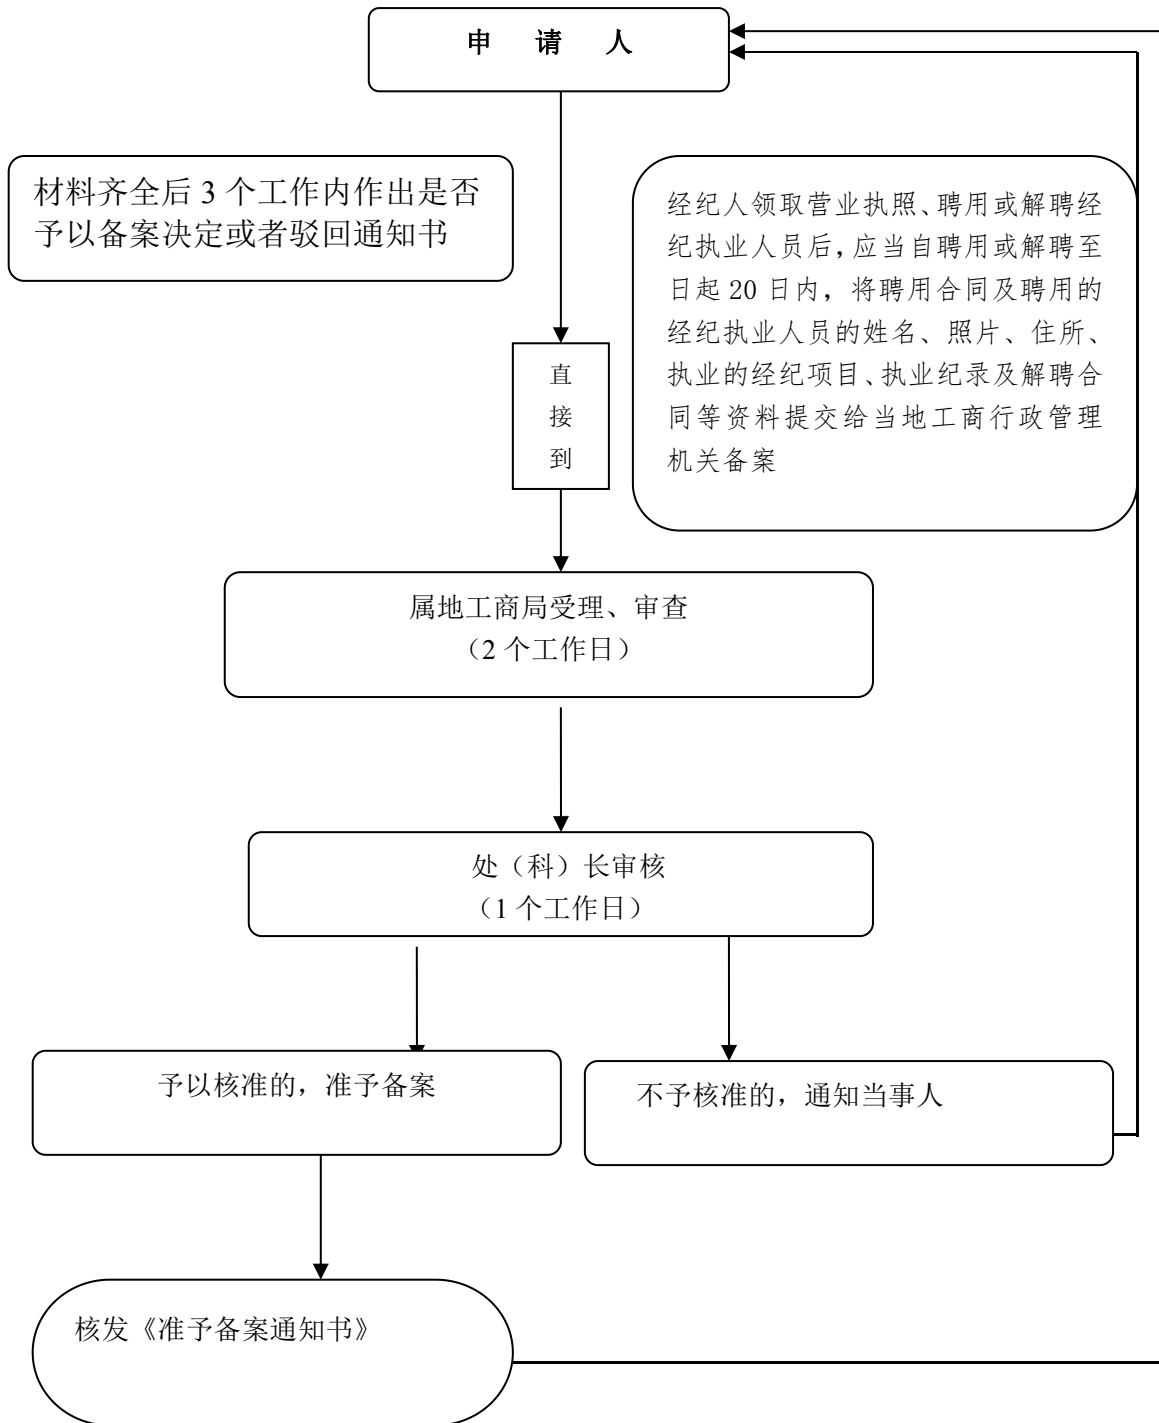 申 请 人
材料齐全后 3 个工作内作出是否
予以备案决定或者驳回通知书
经纪人领取营业执照、聘用或解聘经
纪执业人员后，应当自聘用或解聘至
日起 20 日内，将聘用合同及聘用的
经纪执业人员的姓名、照片、住所、
执业的经纪项目、执业纪录及解聘合
同等资料提交给当地工商行政管理
机关备案
直
接
到
属地工商局受理、审查
（2 个工作日）
处（科）长审核
（1 个工作日）
予以核准的，准予备案
不予核准的，通知当事人
核发《准予备案通知书》